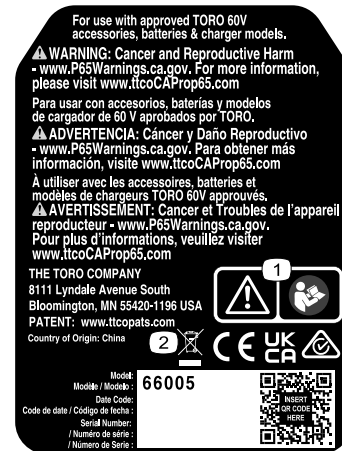 For use with approved TORO 60V
accessories, batteries & charger models.
WARNING: Cancer and Reproductive Harm
- www.P65Warnings.ca.gov. For more information,
please visit www.ttcoCAProp65.com
Para usar con accesorios, baterías y modelos
de cargador de 60 V aprobados por TORO.
ADVERTENCIA: Cáncer y Daño Reproductivo
- www.P65Warnings.ca.gov. Para obtener más
información, visite www.ttcoCAProp65.com
À utiliser avec les accessoires, batteries et
modèles de chargeurs TORO 60V approuvés.
AVERTISSEMENT: Cancer et Troubles de l'appareil
reproducteur - www.P65Warnings.ca.gov.
Pour plus d'informations, veuillez visiter
www.ttcoCAProp65.com
THE TORO COMPANY
8111 Lyndale Avenue South
Bloomington, MN 55420-1196 USA
PATENT: www.ttcopats.com
Country of Origin: China
1
2
CE UK CA
Model:
Modèle / Modelo : 66005
Date Code:
Code de date / Código de fecha :
Serial Number:
/ Numéro de série :
/ Número de Serie :
INSERT
QR CODE
HERE